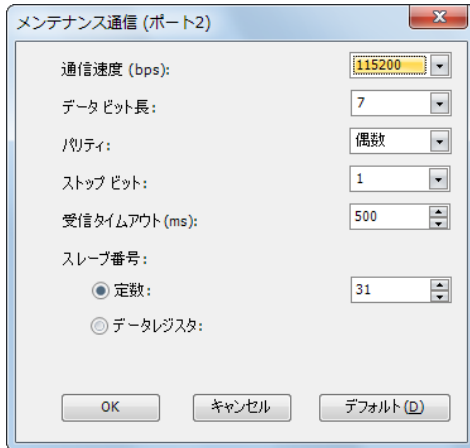 メンテナンス通信 (ポート2)
通信速度 (bps): 115200
データ ビット長: 7
パリティ: 偶数
ストップ ビット: 1
受信タイムアウト(ms): 500
スレーブ番号:
定数: 31
データレジスタ:
OK キャンセル デフォルト(D)